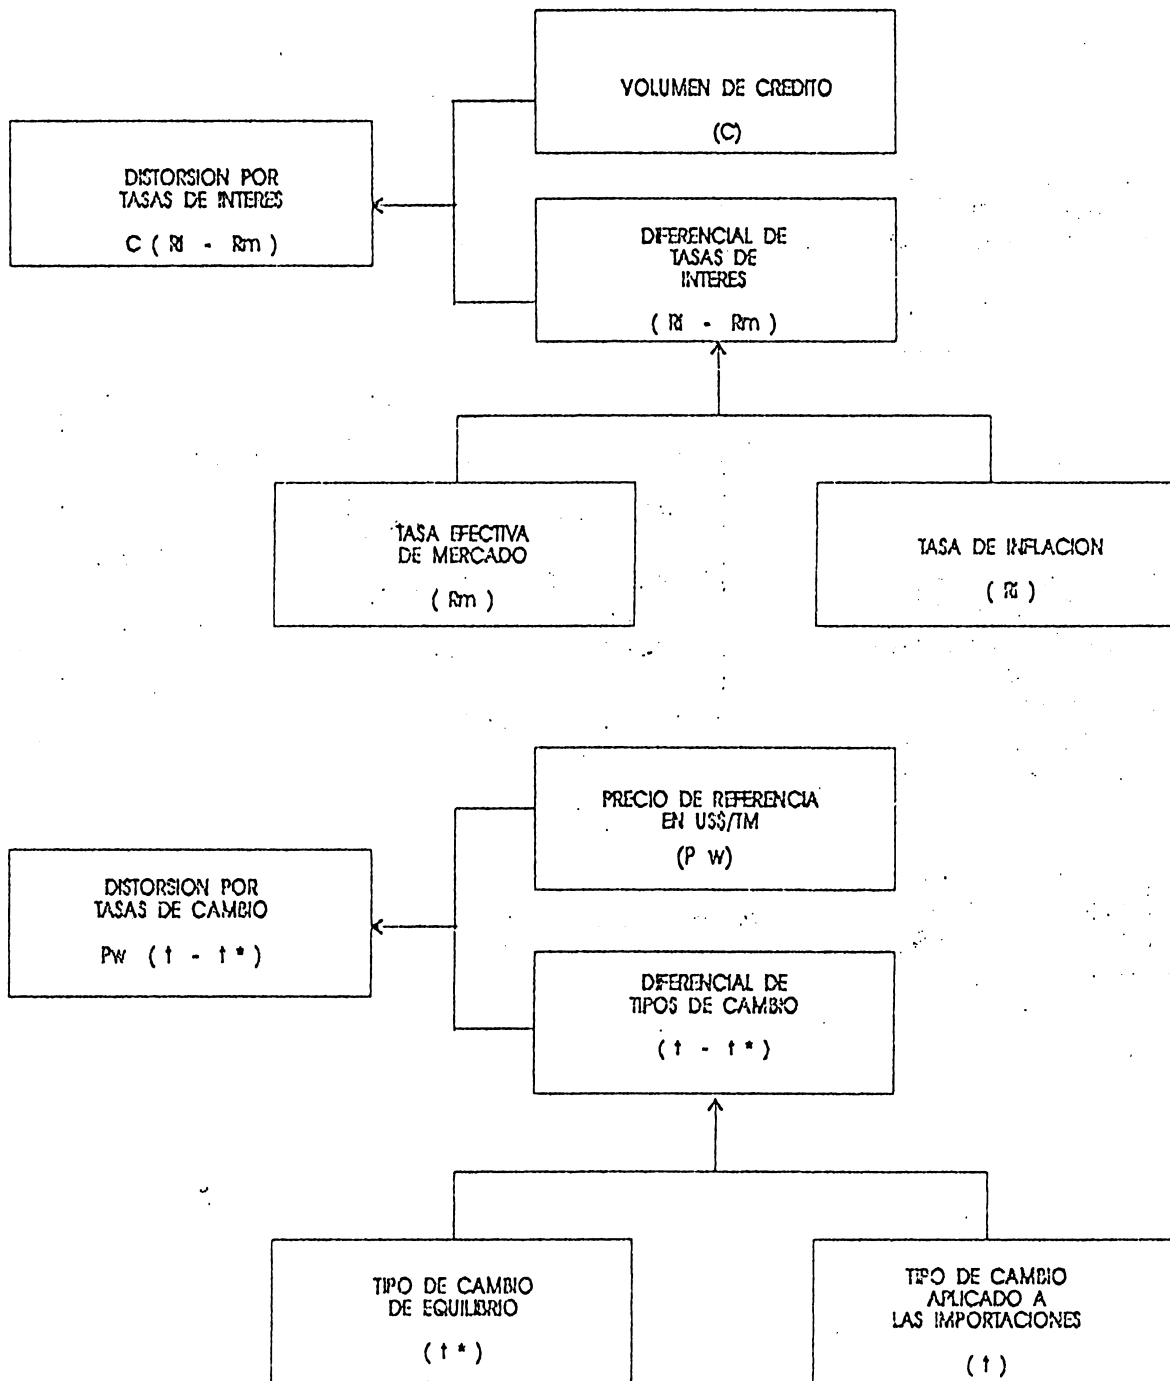 VOLUMEN DE CREDITO
(C)
DISTORSION POR
TASAS DE INTERES
C ( Ri - Rm )
DIFERENCIAL DE
TASAS DE
INTERES
( Ri - Rm )
TASA EFECTIVA
DE MERCADO
( Rm )
TASA DE INFLACION
( Ri )
PRECIO DE REFERENCIA
EN US$/TM
(P w)
DISTORSION POR
TASAS DE CAMBIO
Pw ( t - t* )
DIFERENCIAL DE
TIPOS DE CAMBIO
( t - t* )
TIPO DE CAMBIO
DE EQUILIBRIO
( t* )
TIPO DE CAMBIO
APLICADO A
LAS IMPORTACIONES
( t )